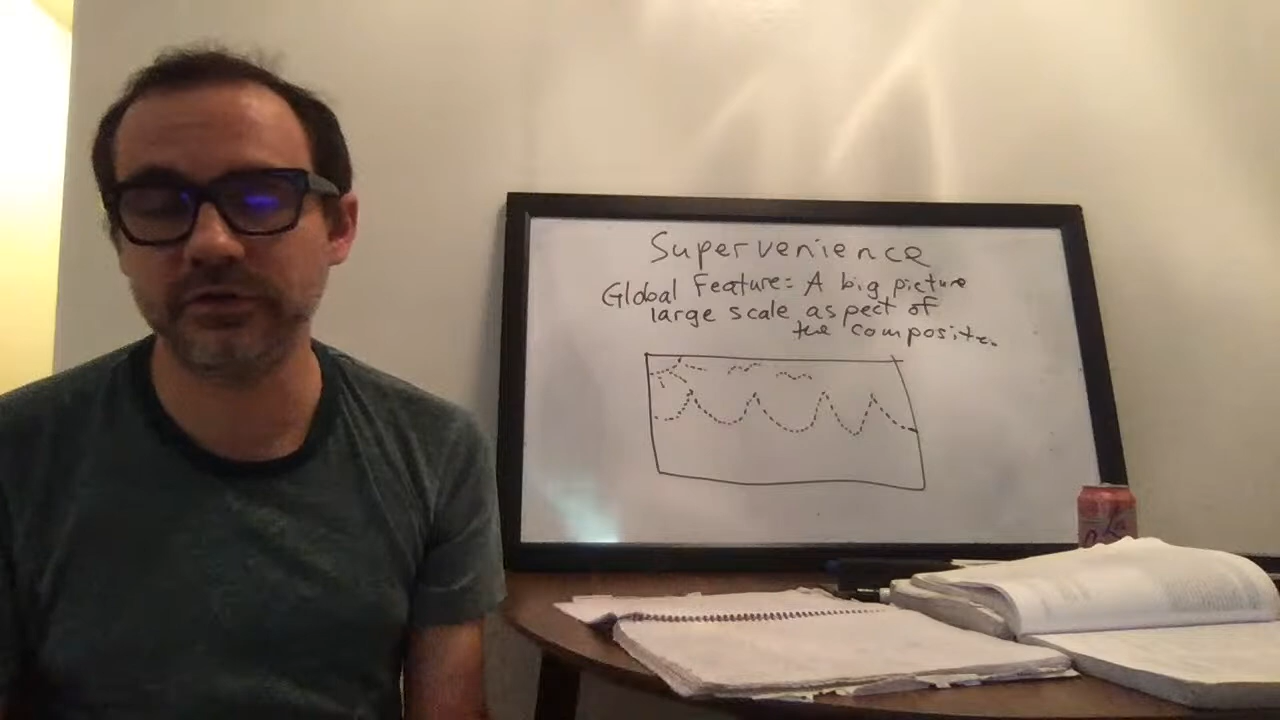 Supervenience
Global Feature: A big picture
large scale aspect of
the composite.